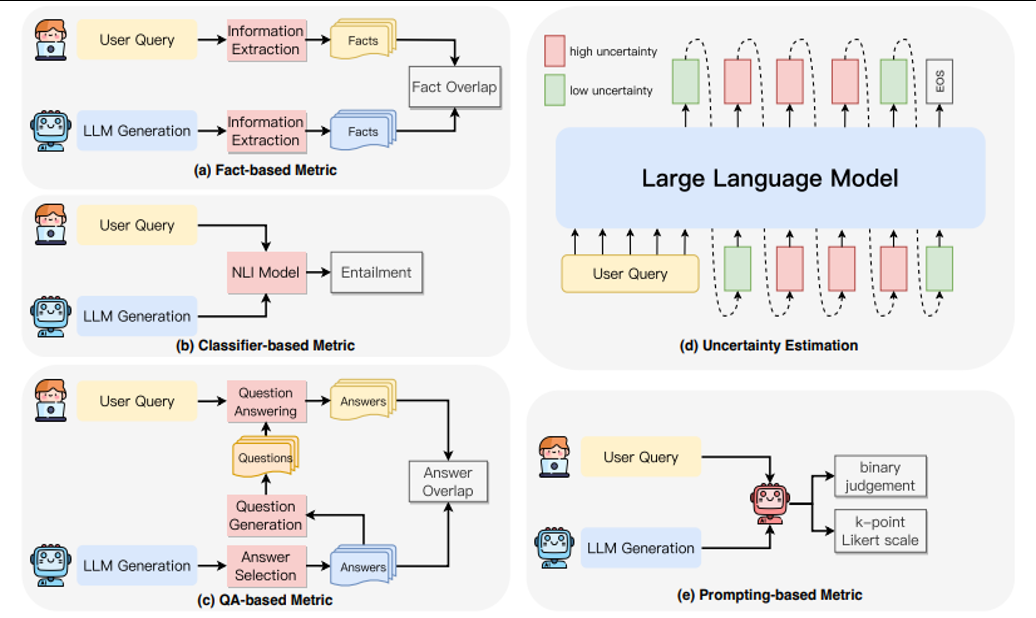 User Query
Information
Extraction
Facts
Fact Overlap
LLM Generation
Information
Extraction
Facts
(a) Fact-based Metric
User Query
NLI Model
Entailment
LLM Generation
(b) Classifier-based Metric
User Query
Question
Answering
Answers
Questions
Answer
Overlap
Question
Generation
LLM Generation
Answer
Selection
Answers
(c) QA-based Metric
high uncertainty
low uncertainty
EOS
Large Language Model
User Query
(d) Uncertainty Estimation
User Query
binary
judgement
k-point
Likert scale
LLM Generation
(e) Prompting-based Metric